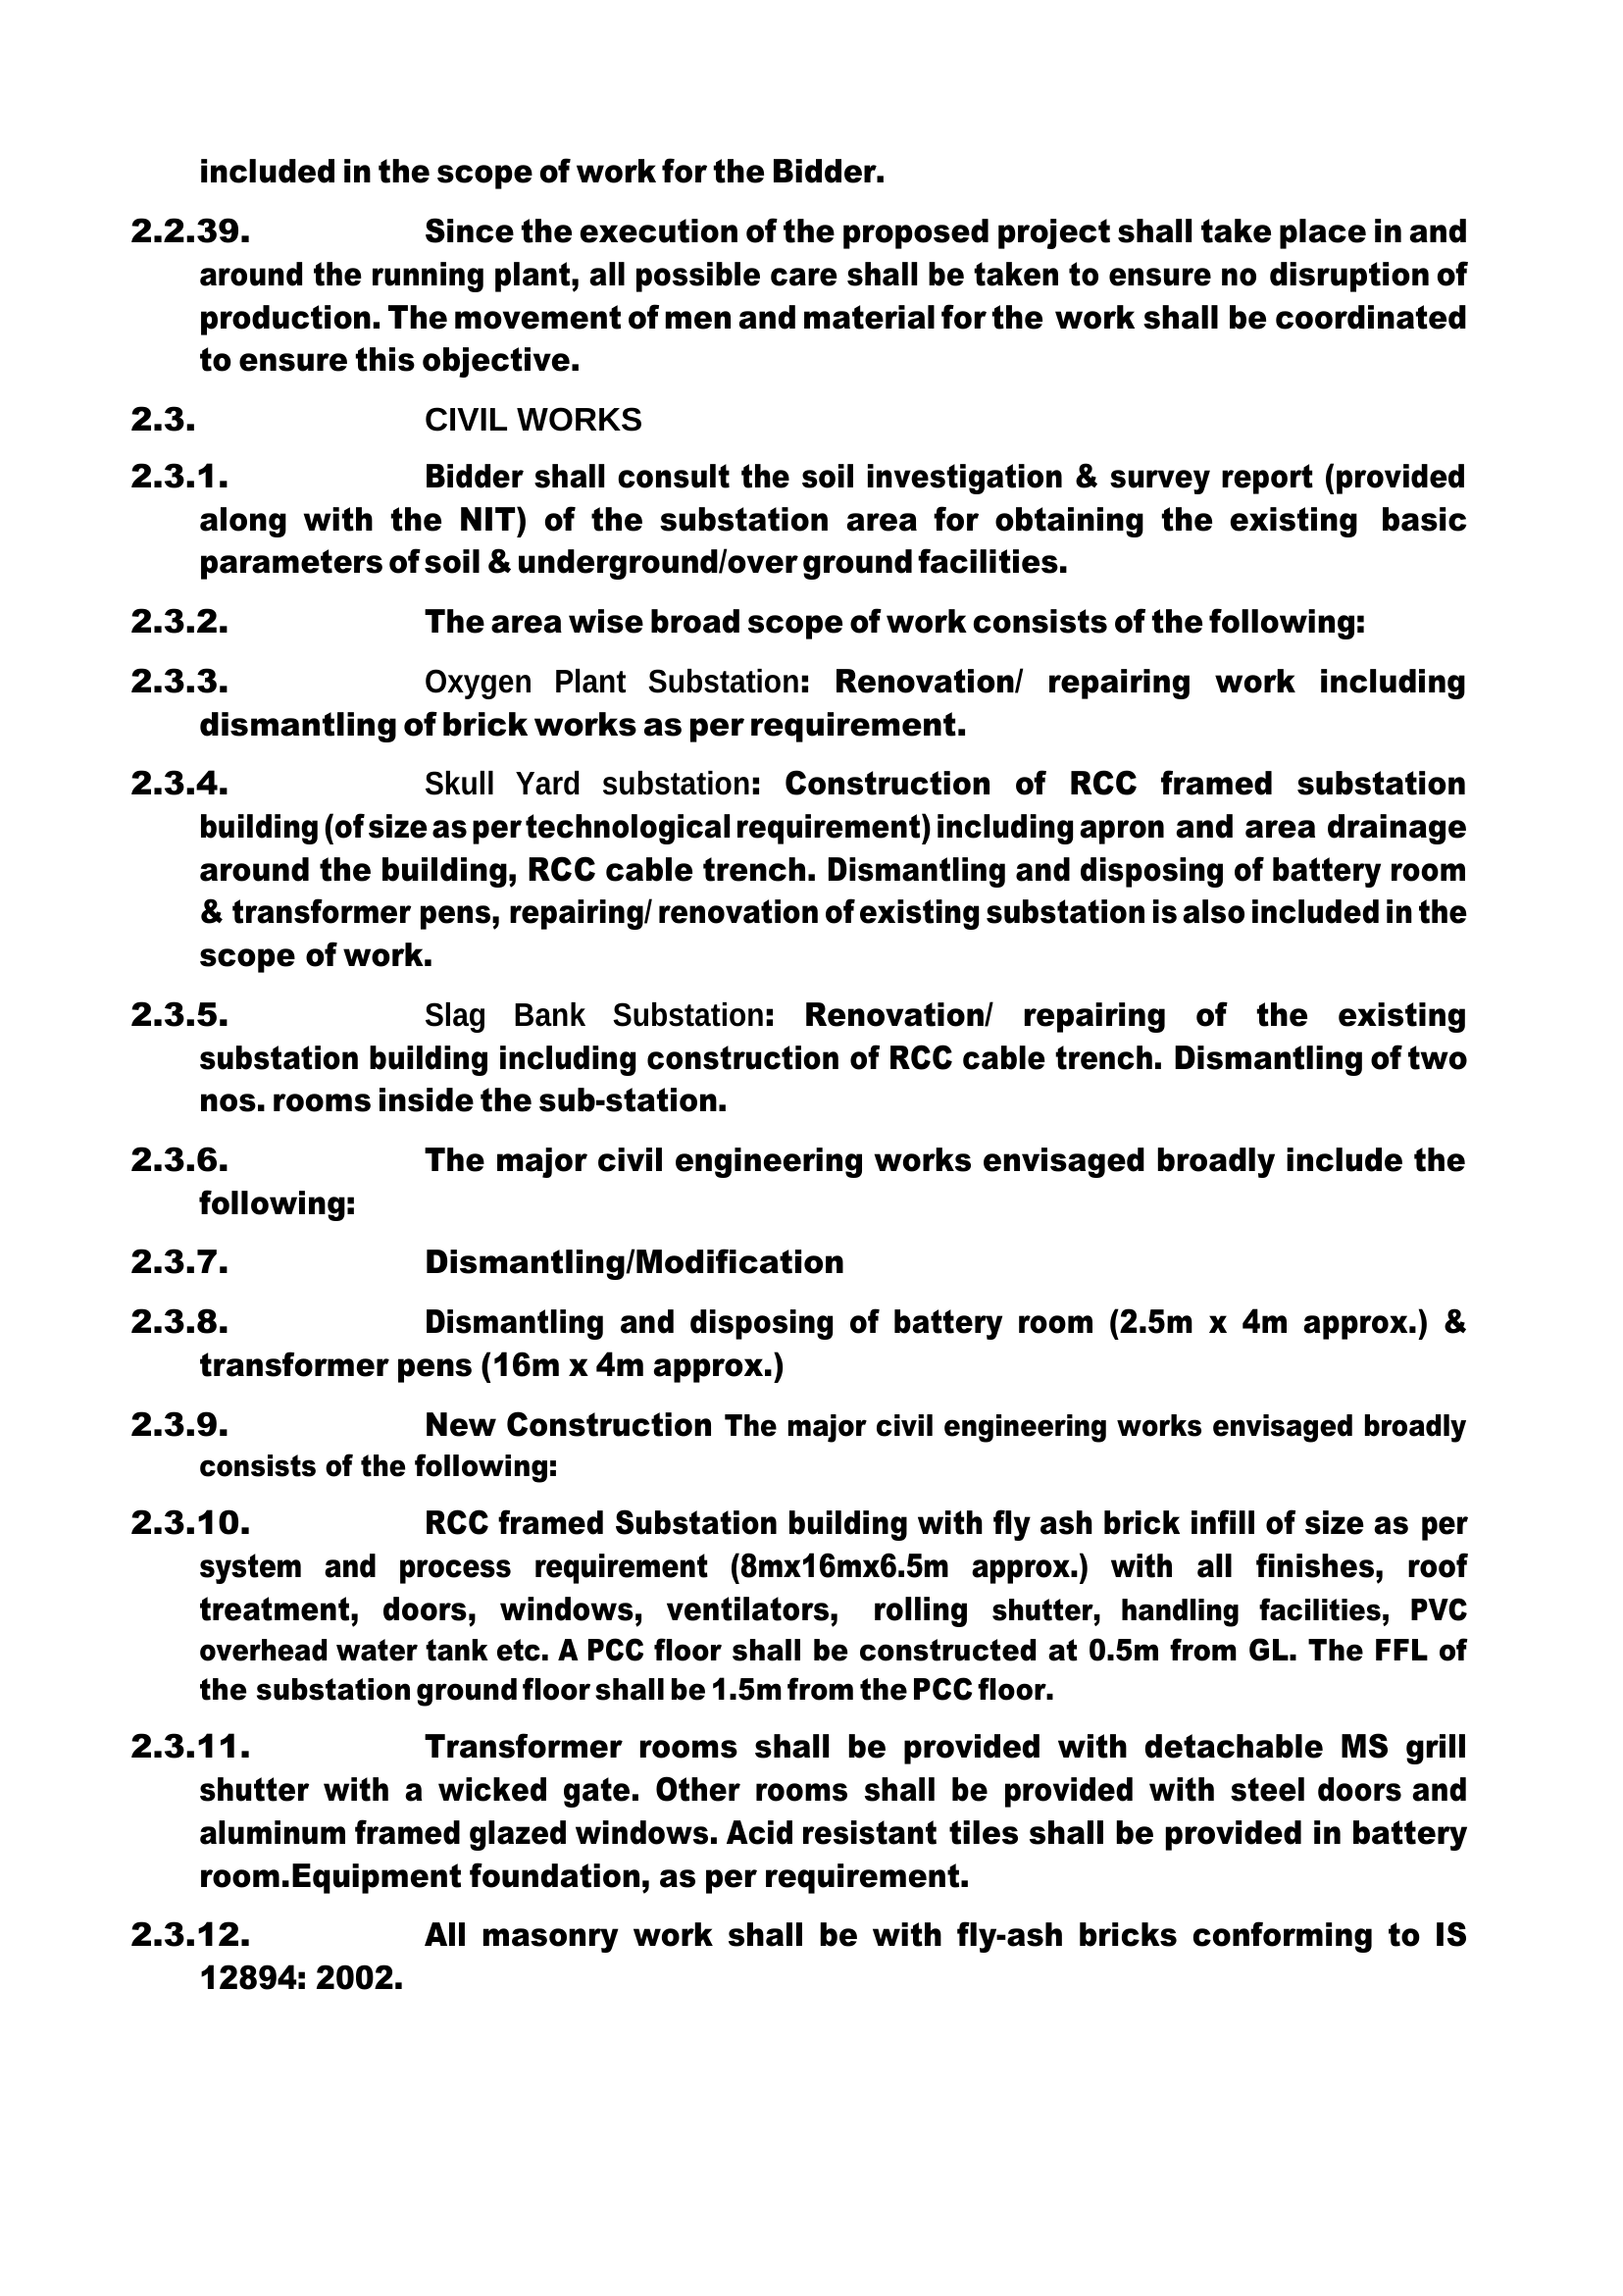 included in the scope of work for the Bidder.
2.2.39. Since the execution of the proposed project shall take place in and
around the running plant, all possible care shall be taken to ensure no disruption of
production. The movement of men and material for the work shall be coordinated
to ensure this objective.
2.3. CIVIL WORKS
2.3.1. Bidder shall consult the soil investigation & survey report (provided
along with the NIT) of the substation area for obtaining the existing basic
parameters of soil & underground/over ground facilities.
2.3.2. The area wise broad scope of work consists of the following:
2.3.3. Oxygen Plant Substation: Renovation/ repairing work including
dismantling of brick works as per requirement.
2.3.4. Skull Yard substation: Construction of RCC framed substation
building (of size as per technological requirement) including apron and area drainage
around the building, RCC cable trench. Dismantling and disposing of battery room
& transformer pens, repairing/ renovation of existing substation is also included in the
scope of work.
2.3.5. Slag Bank Substation: Renovation/ repairing of the existing
substation building including construction of RCC cable trench. Dismantling of two
nos. rooms inside the sub-station.
2.3.6. The major civil engineering works envisaged broadly include the
following:
2.3.7. Dismantling/Modification
2.3.8. Dismantling and disposing of battery room (2.5m x 4m approx.) &
transformer pens (16m x 4m approx.)
2.3.9. New Construction The major civil engineering works envisaged broadly
consists of the following:
2.3.10. RCC framed Substation building with fly ash brick infill of size as per
system and process requirement (8mx16mx6.5m approx.) with all finishes, roof
treatment, doors, windows, ventilators, rolling shutter, handling facilities, PVC
overhead water tank etc. A PCC floor shall be constructed at 0.5m from GL. The FFL of
the substation ground floor shall be 1.5m from the PCC floor.
2.3.11. Transformer rooms shall be provided with detachable MS grill
shutter with a wicked gate. Other rooms shall be provided with steel doors and
aluminum framed glazed windows. Acid resistant tiles shall be provided in battery
room.Equipment foundation, as per requirement.
2.3.12. All masonry work shall be with fly-ash bricks conforming to IS
12894: 2002.